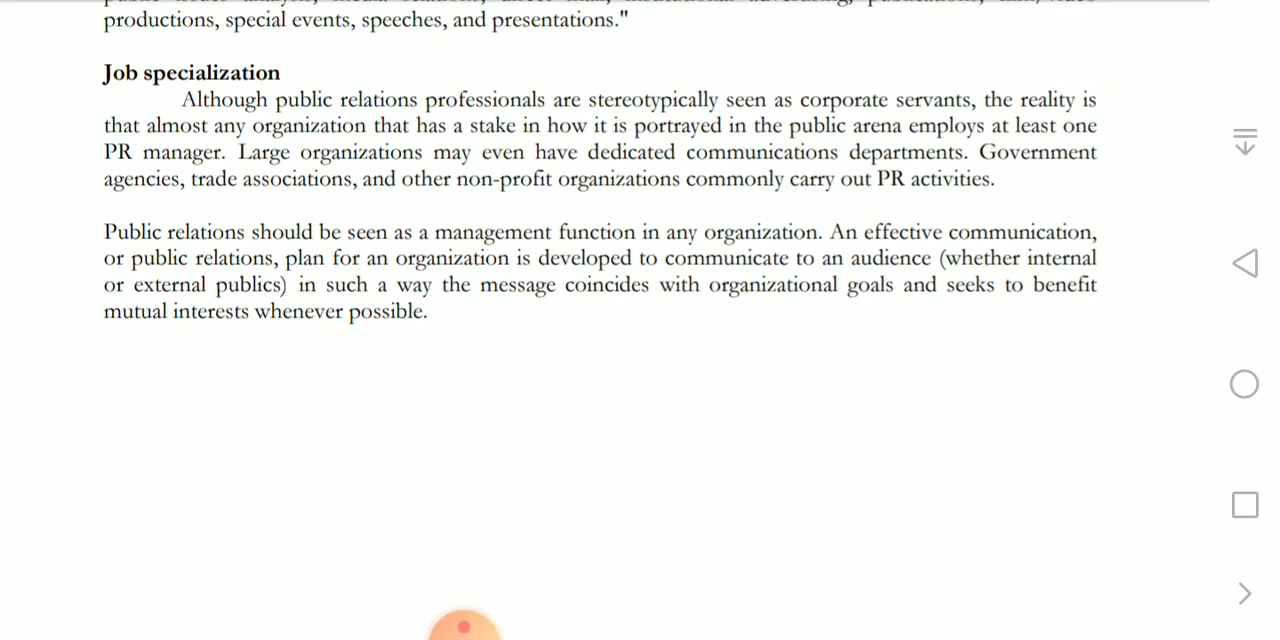 productions, special events, speeches, and presentations."
Job specialization
Although public relations professionals are stereotypically seen as corporate servants, the reality is
that almost any organization that has a stake in how it is portrayed in the public arena employs at least one
PR manager. Large organizations may even have dedicated communications departments. Government
agencies, trade associations, and other non-profit organizations commonly carry out PR activities.
Public relations should be seen as a management function in any organization. An effective communication,
or public relations, plan for an organization is developed to communicate to an audience (whether internal
or external publics) in such a way the message coincides with organizational goals and seeks to benefit
mutual interests whenever possible.